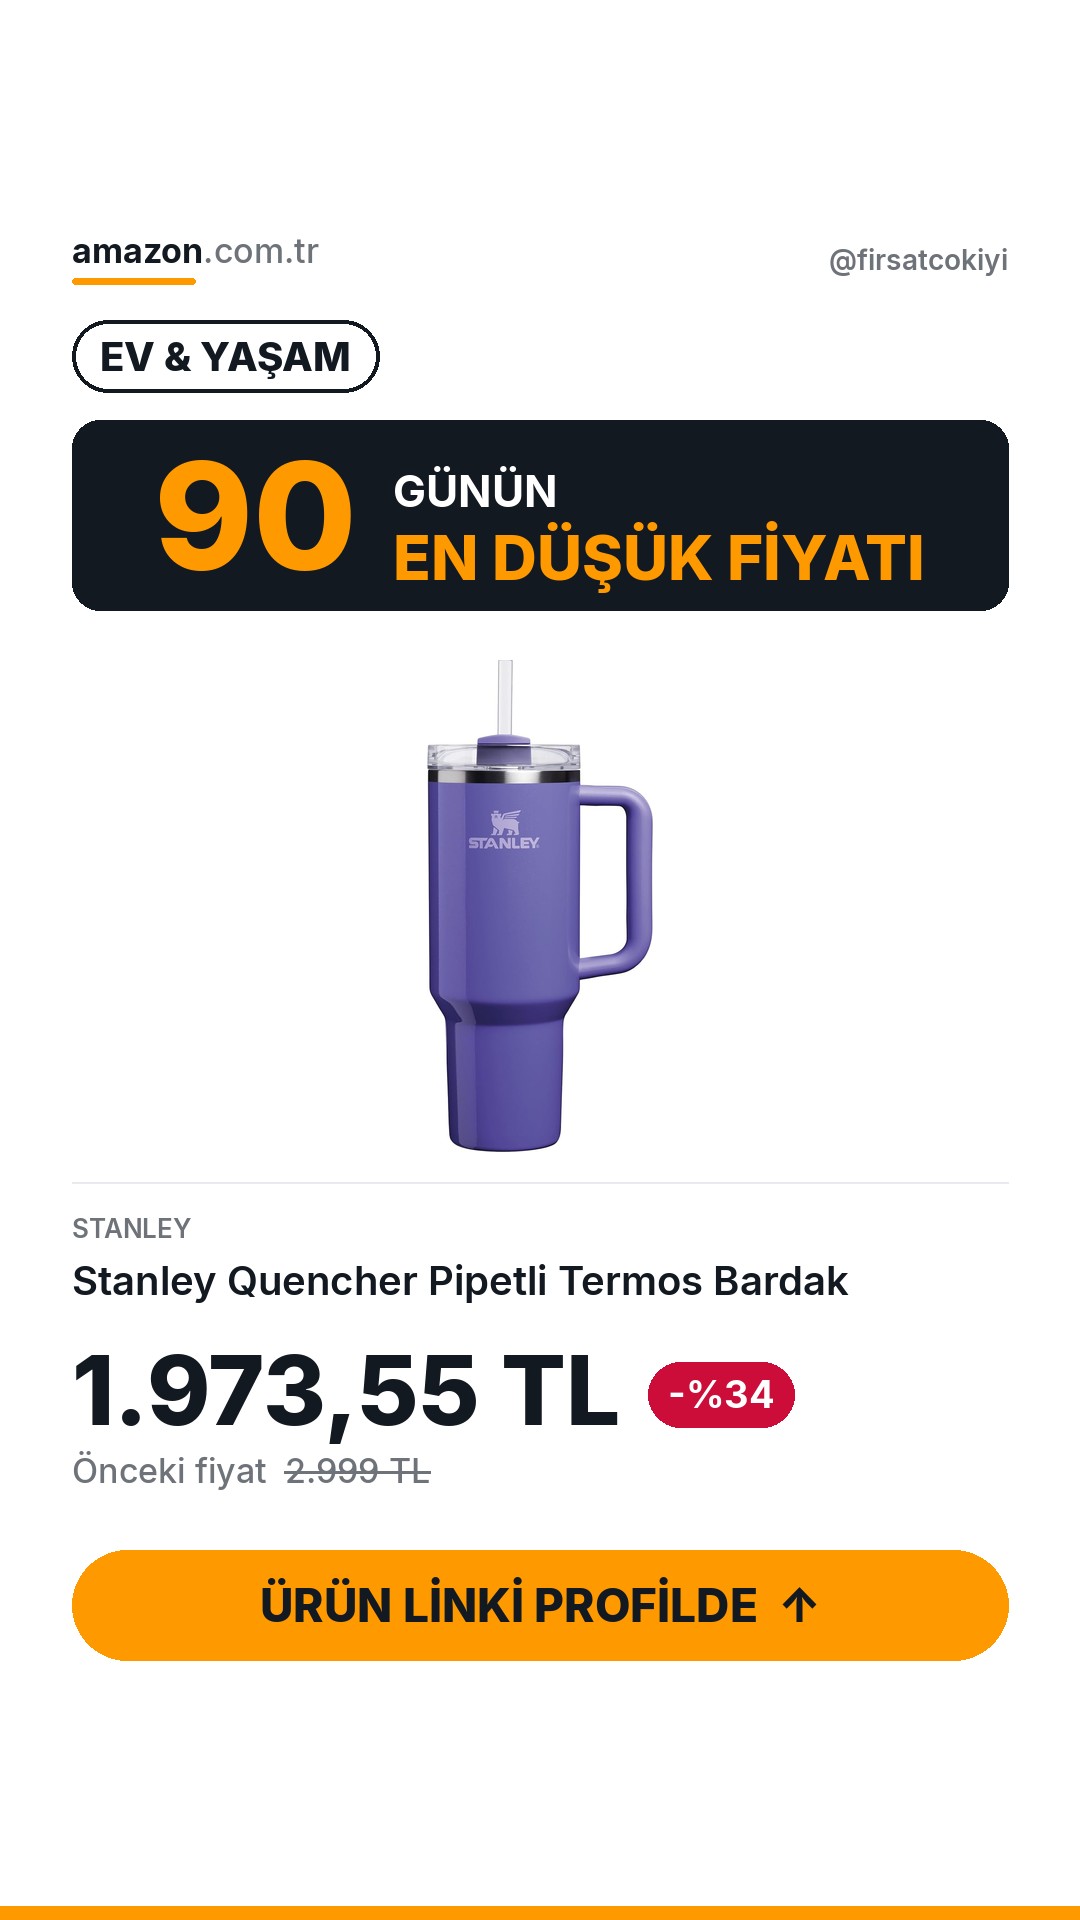 amazon.com.tr
@firsatcokiyi
EV & YAŞAM
90
GÜNÜN
EN DÜŞÜK FİYATI
STANLEY
STANLEY
Stanley Quencher Pipetli Termos Bardak
1.973,55 TL
-%34
Önceki fiyat 2.999 TL
ÜRÜN LİNKİ PROFİLDE ↑